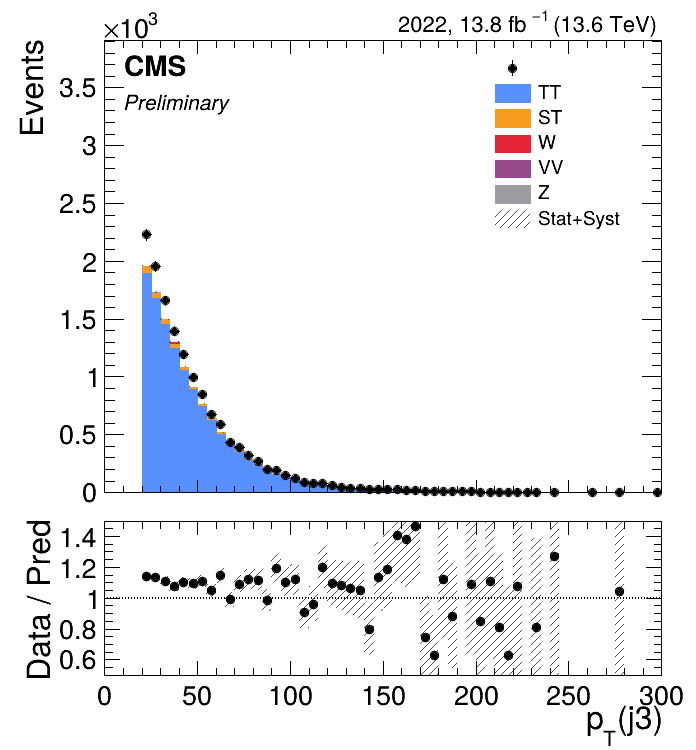 ×10³
2022, 13.8 fb⁻¹ (13.6 TeV)
CMS
Preliminary
Events
3.5
3
2.5
2
1.5
1
0.5
0
TT
ST
W
VV
Z
Stat+Syst
Data / Pred
1.4
1.2
1
0.8
0.6
0
50
100
150
200
250
300
p_T(j3)